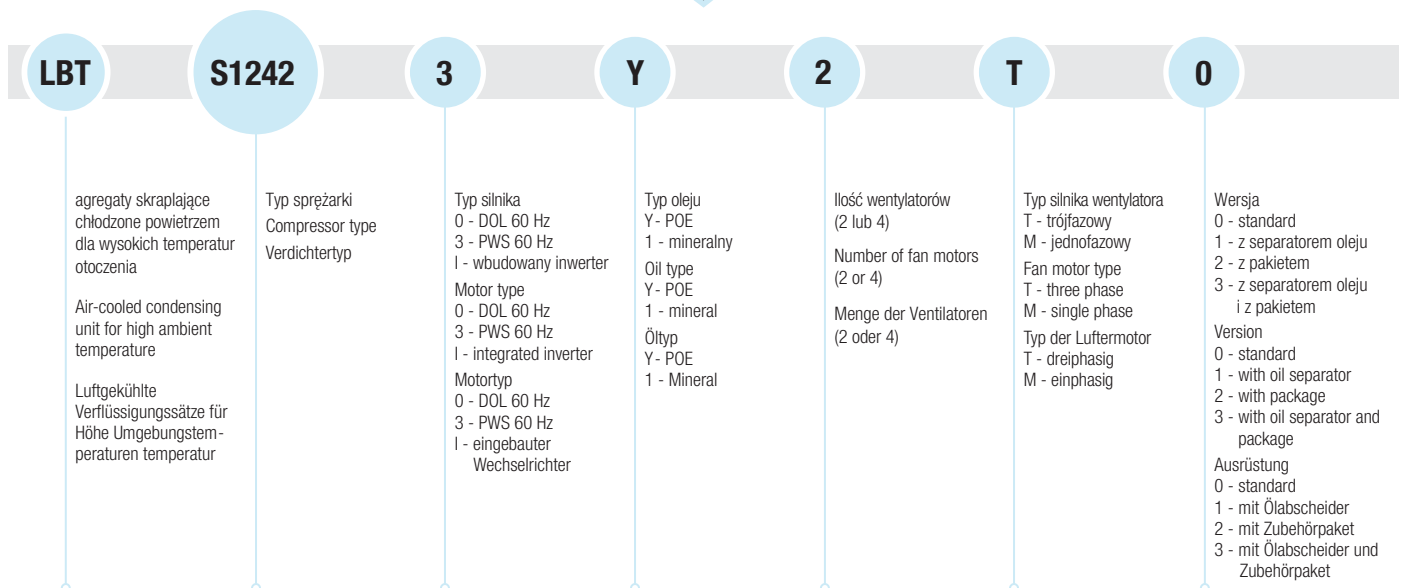 LBT
S1242
3
Y
2
T
0
agregaty skraplające
chłodzone powietrzem
dla wysokich temperatur
otoczenia
Air-cooled condensing
unit for high ambient
temperature
Luftgekühlte
Verflüssigungssätze für
Höhe Umgebungstem-
peraturen temperatur
Typ sprężarki
Compressor type
Verdichtertyp
Typ silnika
0 - DOL 60 Hz
3 - PWS 60 Hz
I - wbudowany inwerter
Motor type
0 - DOL 60 Hz
3 - PWS 60 Hz
I - integrated inverter
Motortyp
0 - DOL 60 Hz
3 - PWS 60 Hz
I - eingebauter
Wechselrichter
Typ oleju
Y - POE
1 - mineralny
Oil type
Y - POE
1 - mineral
Öltyp
Y - POE
1 - Mineral
Ilość wentylatorów
(2 lub 4)
Number of fan motors
(2 or 4)
Menge der Ventilatoren
(2 oder 4)
Typ silnika wentylatora
T - trójfazowy
M - jednofazowy
Fan motor type
T - three phase
M - single phase
Typ der Luftermotor
T - dreiphasig
M - einphasig
Wersja
0 - standard
1 - z separatorem oleju
2 - z pakietem
3 - z separatorem oleju
i z pakietem
Version
0 - standard
1 - with oil separator
2 - with package
3 - with oil separator and
package
Ausrüstung
0 - standard
1 - mit Ölabscheider
2 - mit Zubehörpaket
3 - mit Ölabscheider und
Zubehörpaket